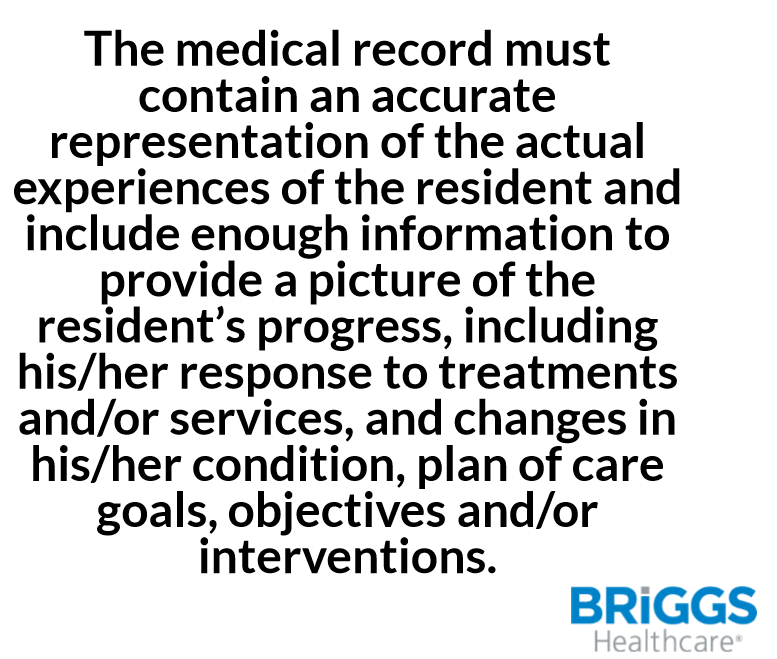 The medical record must
contain an accurate
representation of the actual
experiences of the resident and
include enough information to
provide a picture of the
resident’s progress, including
his/her response to treatments
and/or services, and changes in
his/her condition, plan of care
goals, objectives and/or
interventions.
BRiGGS
Healthcare®